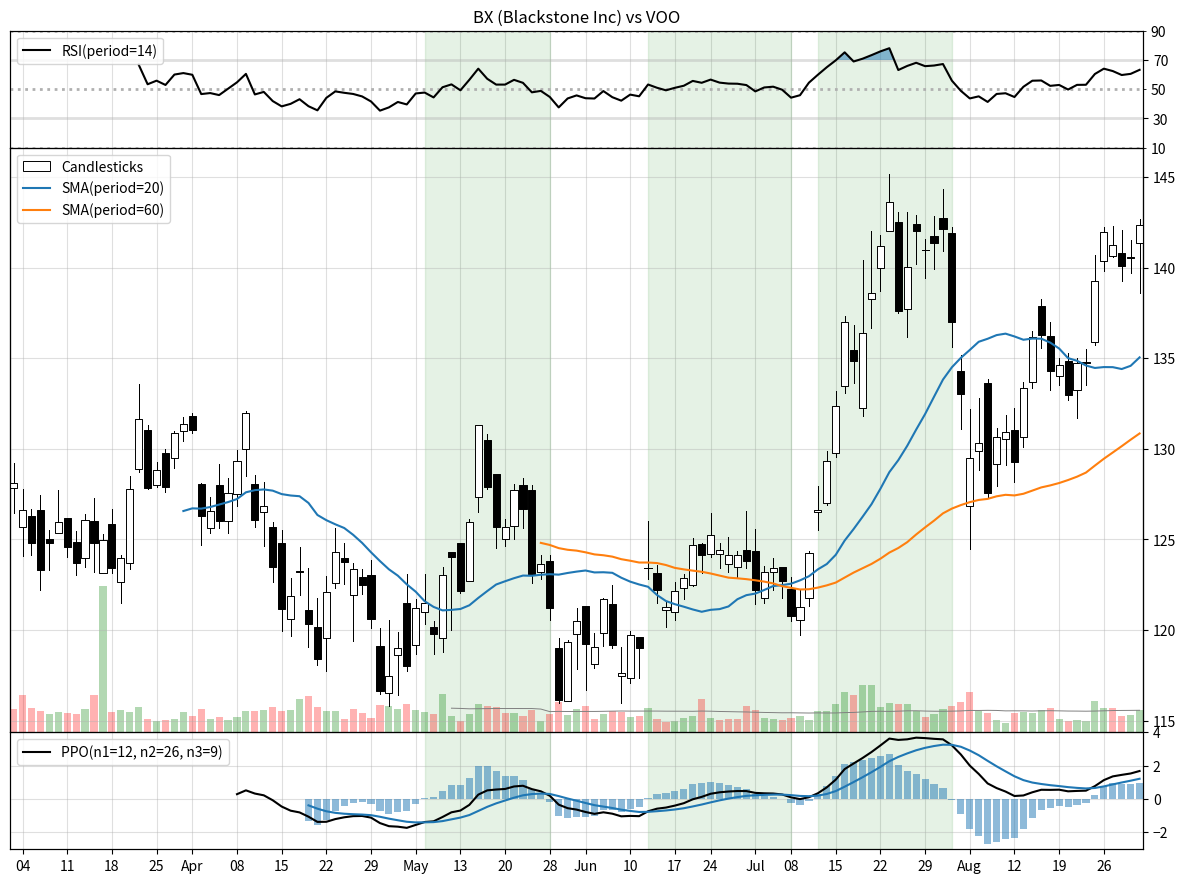 BX (Blackstone Inc) vs VOO
RSI(period=14)
90
70
50
30
10
Candlesticks
SMA(period=20)
SMA(period=60)
145
140
135
130
125
120
115
PPO(n1=12, n2=26, n3=9)
4
2
0
−2
04 11 18 25 Apr 08 15 22 29 May 13 20 28 Jun 10 17 24 Jul 08 15 22 29 Aug 12 19 26